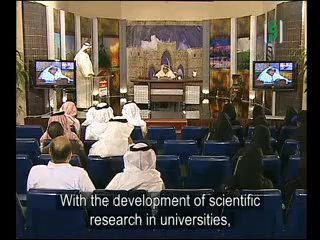 With the development of scientific
research in universities,